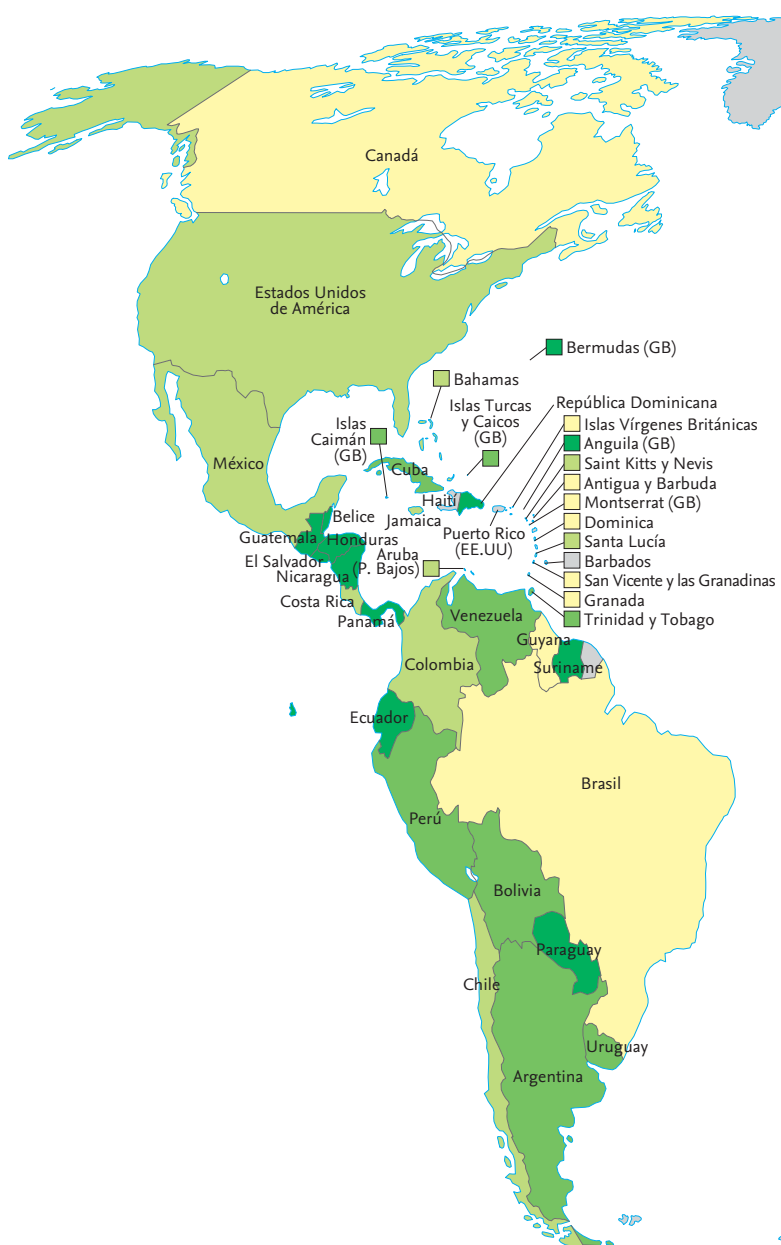 Canadá
Estados Unidos
de América
Bermudas (GB)
Bahamas
República Dominicana
Islas Turcas
y Caicos
(GB)
Islas
Caimán
(GB)
Islas Vírgenes Británicas
Anguila (GB)
México
Cuba
Saint Kitts y Nevis
Antigua y Barbuda
Haití
Montserrat (GB)
Belice
Jamaica
Dominica
Puerto Rico
(EE.UU)
Guatemala
Honduras
Santa Lucía
Aruba
(P. Bajos)
El Salvador
Barbados
Nicaragua
San Vicente y las Granadinas
Costa Rica
Granada
Panamá
Venezuela
Trinidad y Tobago
Guyana
Colombia
Suriname
Ecuador
Brasil
Perú
Bolivia
Paraguay
Chile
Uruguay
Argentina